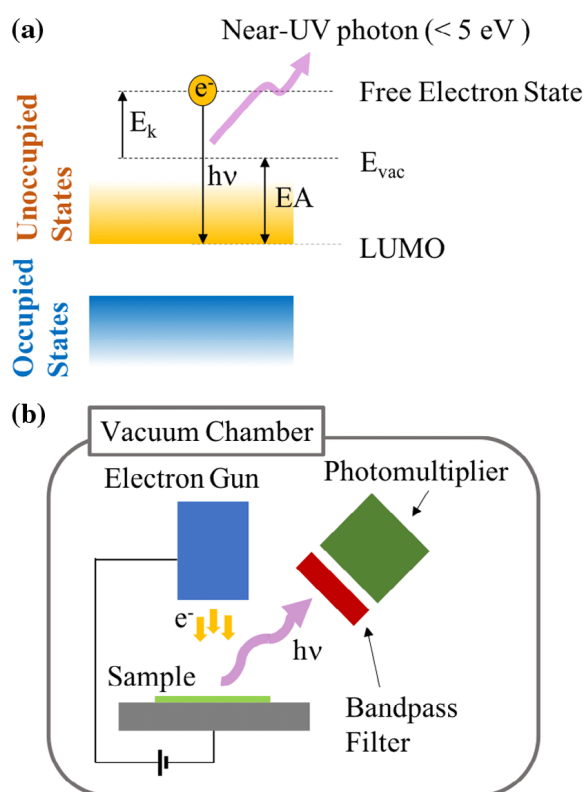 (a)
Near-UV photon (< 5 eV )
e-
Free Electron State
Ek
Evac
hν
EA
LUMO
Unoccupied
States
Occupied
States
(b)
Vacuum Chamber
Electron Gun
Photomultiplier
e-
hν
Sample
Bandpass
Filter